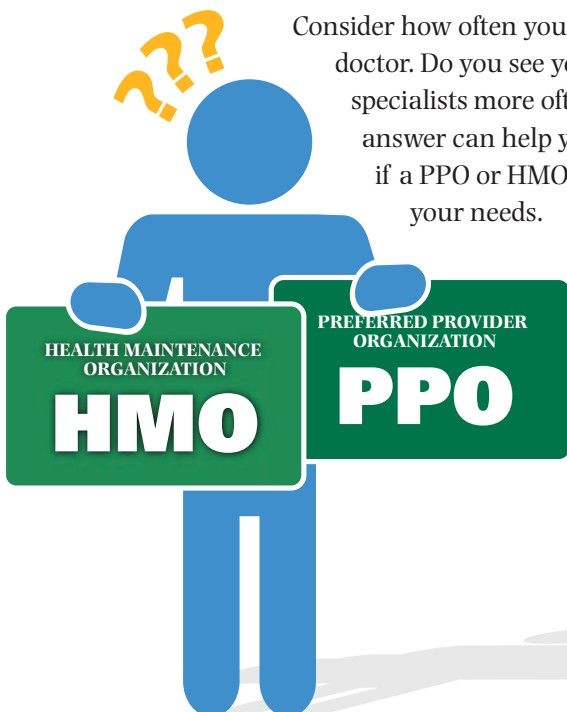 ???
Consider how often you
doctor. Do you see
specialists more
answer can help
if a PPO or HMO
your needs.
PREFERRED PROVIDER
ORGANIZATION
PPO
HEALTH MAINTENANCE
ORGANIZATION
HMO